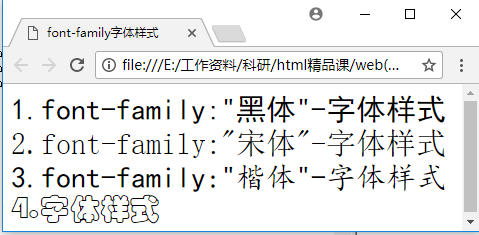 font-family字体样式
file:///E:/工作资料/科研/html精品课/web(...
1.font-family:"黑体"-字体样式
2.font-family:"宋体"-字体样式
3.font-family:"楷体"-字体样式
4.字体样式